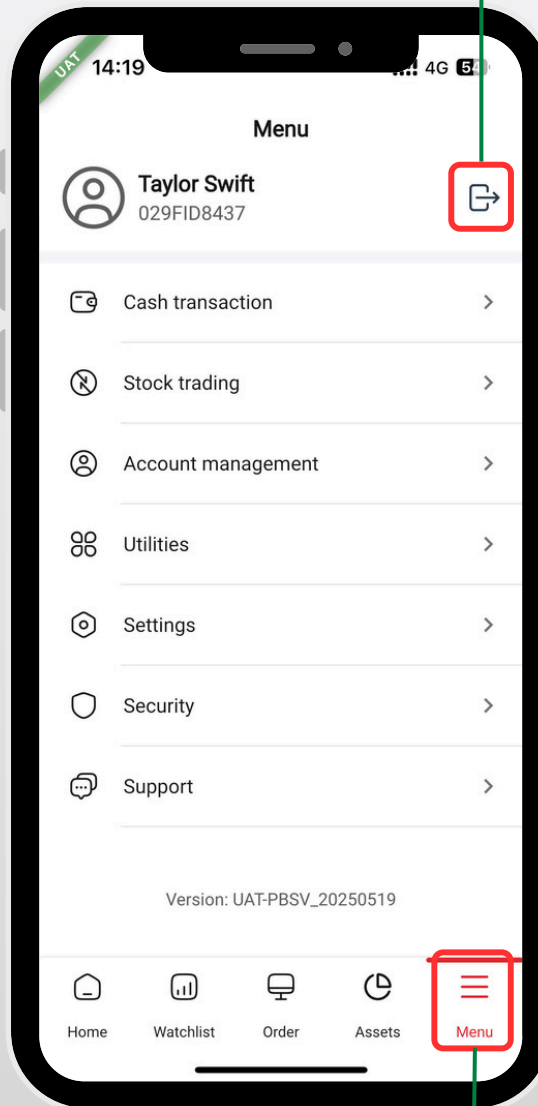 UAT
14:19
4G
Menu
Taylor Swift
029FID8437
Cash transaction
Stock trading
Account management
Utilities
Settings
Security
Support
Version: UAT-PBSV_20250519
Home Watchlist Order Assets Menu